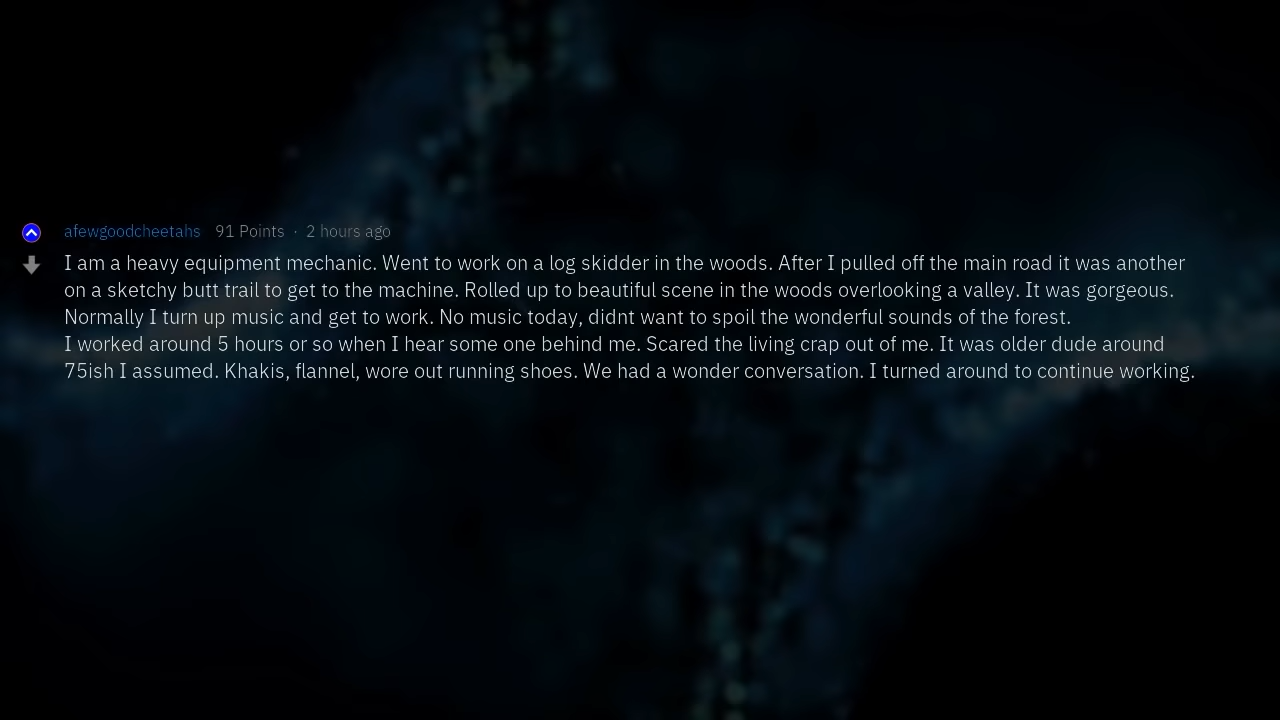 afewgoodcheetahs 91 Points · 2 hours ago
I am a heavy equipment mechanic. Went to work on a log skidder in the woods. After I pulled off the main road it was another
on a sketchy butt trail to get to the machine. Rolled up to beautiful scene in the woods overlooking a valley. It was gorgeous.
Normally I turn up music and get to work. No music today, didnt want to spoil the wonderful sounds of the forest.
I worked around 5 hours or so when I hear some one behind me. Scared the living crap out of me. It was older dude around
75ish I assumed. Khakis, flannel, wore out running shoes. We had a wonder conversation. I turned around to continue working.